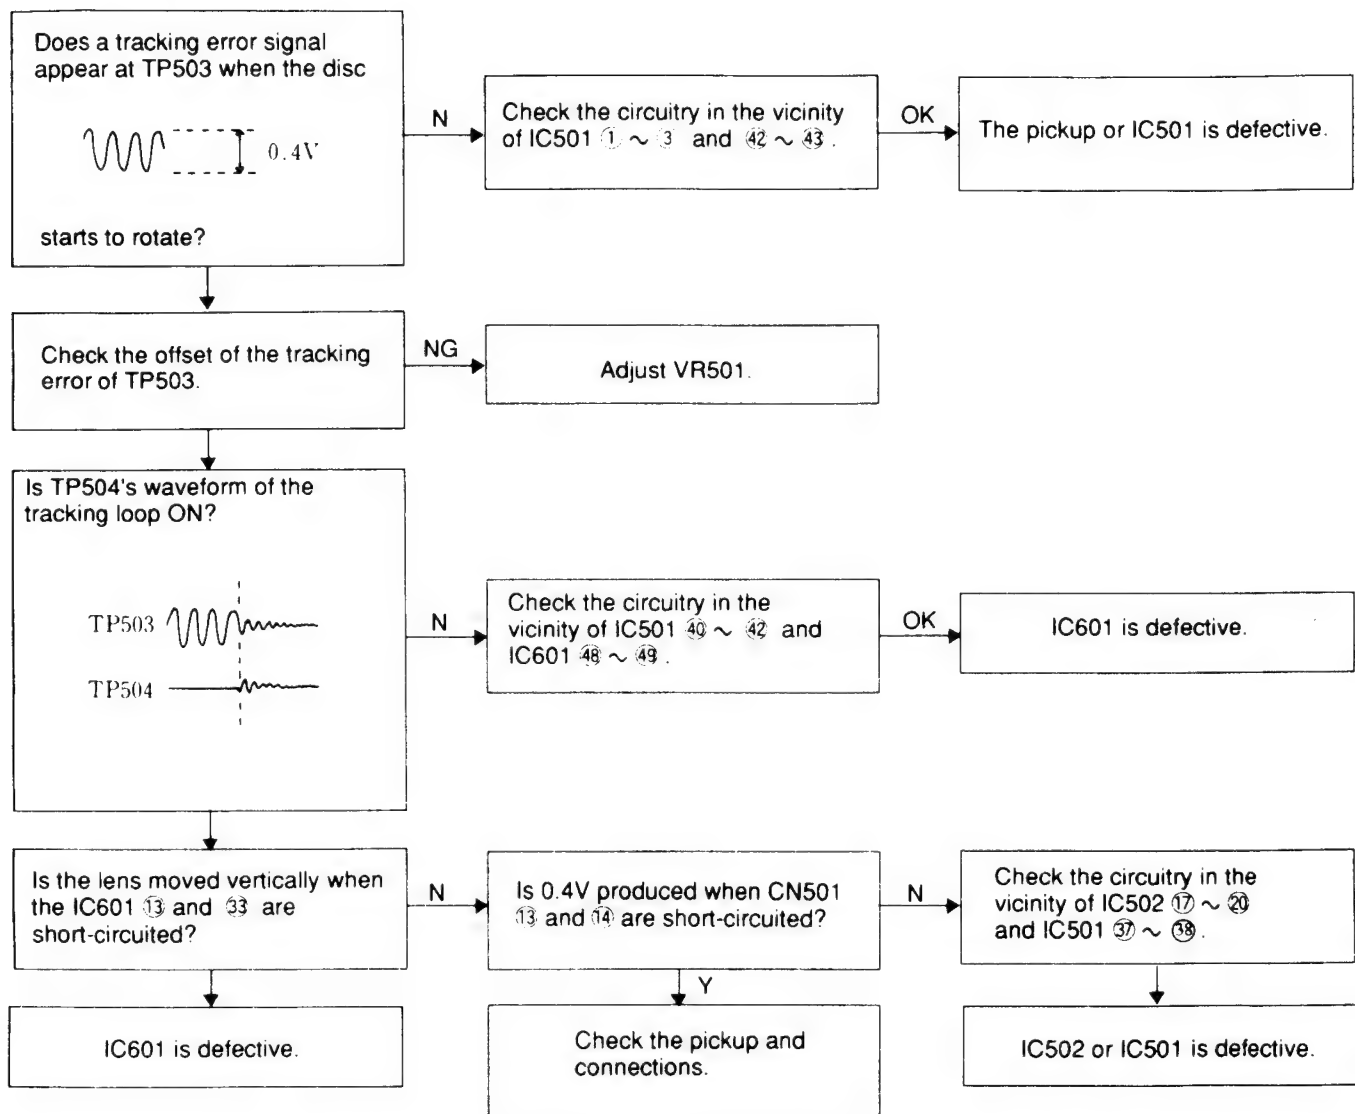 Does a tracking error signal
appear at TP503 when the disc
0.4V
starts to rotate?
N
Check the circuitry in the vicinity
of IC501 ① ~ ③ and ㊷ ~ ㊸.
OK
The pickup or IC501 is defective.
Check the offset of the tracking
error of TP503.
NG
Adjust VR501.
Is TP504's waveform of the
tracking loop ON?
TP503
TP504
N
Check the circuitry in the
vicinity of IC501 ㊵ ~ ㊷ and
IC601 ㊽ ~ ㊾.
OK
IC601 is defective.
Is the lens moved vertically when
the IC601 ⑬ and ㉝ are
short-circuited?
N
Is 0.4V produced when CN501
⑬ and ⑭ are short-circuited?
N
Check the circuitry in the
vicinity of IC502 ⑰ ~ ⑳
and IC501 ㊲ ~ ㊳.
Y
IC601 is defective.
Check the pickup and
connections.
IC502 or IC501 is defective.